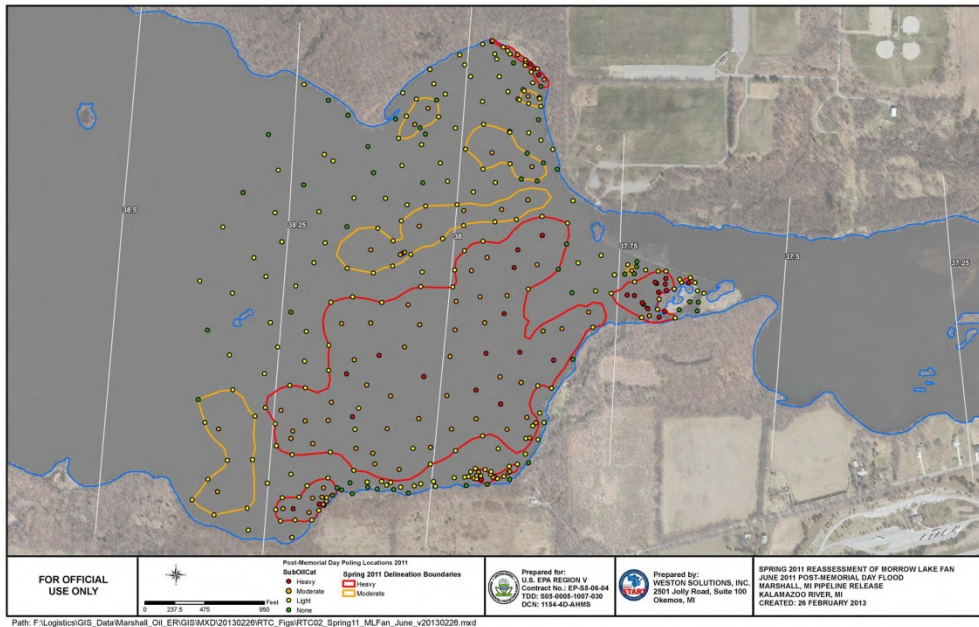 38.5
38.25
38
37.75
37.5
37.25
FOR OFFICIAL
USE ONLY
0 237.5 475 950
Feet
Post-Memorial Day Poling Locations 2011
SubOilCat
Heavy
Moderate
Light
None
Spring 2011 Delineation Boundaries
Heavy
Moderate
Prepared for:
U.S. EPA REGION V
Contract No.: EP-S5-06-04
TDD: S05-0005-1007-030
DCN: 1154-4D-AHMS
START
Prepared by:
WESTON SOLUTIONS, INC.
2501 Jolly Road, Suite 100
Okemos, MI
SPRING 2011 REASSESSMENT OF MORROW LAKE FAN
JUNE 2011 POST-MEMORIAL DAY FLOOD
MARSHALL, MI PIPELINE RELEASE
KALAMAZOO RIVER, MI
CREATED: 26 FEBRUARY 2013
Path: F:\Logistics\GIS_Data\Marshall_Oil_ER\GIS\MXD\20130226\RTC_Figs\RTC02_Spring11_MLFan_June_v20130226.mxd